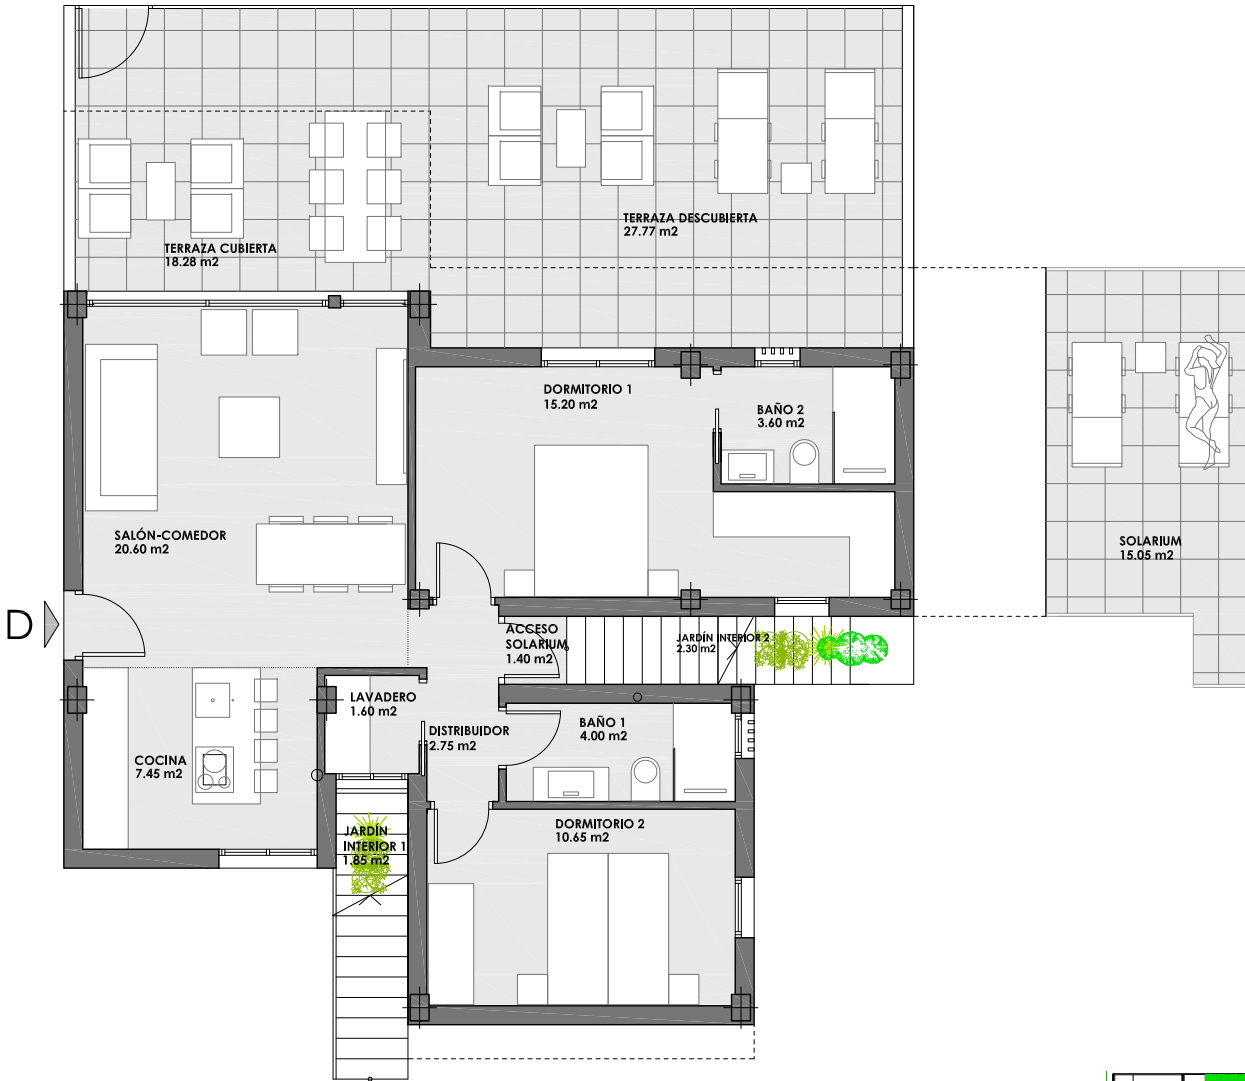 TERRAZA DESCUBIERTA
27.77 m2
TERRAZA CUBIERTA
18.28 m2
DORMITORIO 1
15.20 m2
BAÑO 2
3.60 m2
SALÓN-COMEDOR
20.60 m2
SOLARIUM
15.05 m2
D
ACCESO
SOLARIUM
1.40 m2
JARDÍN INTERIOR 2
2.30 m2
LAVADERO
1.60 m2
DISTRIBUIDOR
2.75 m2
BAÑO 1
4.00 m2
COCINA
7.45 m2
JARDÍN
INTERIOR 1
1.85 m2
DORMITORIO 2
10.65 m2